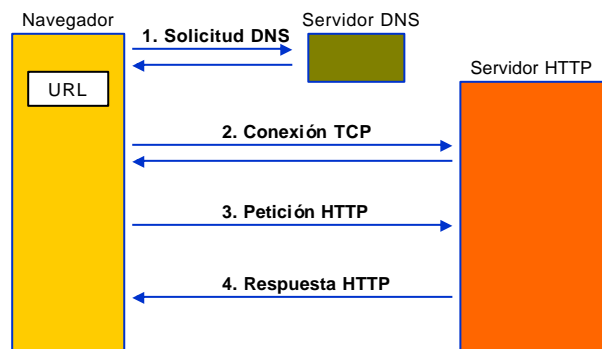 Navegador
Servidor DNS
1. Solicitud DNS
Servidor HTTP
URL
2. Conexión TCP
3. Petición HTTP
4. Respuesta HTTP